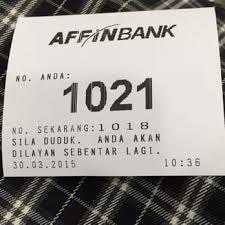 AFFINBANK
NO. ANDA:
1021
NO. SEKARANG:1018
SILA DUDUK. ANDA AKAN
DILAYAN SEBENTAR LAGI.
30.03.2015 10:36